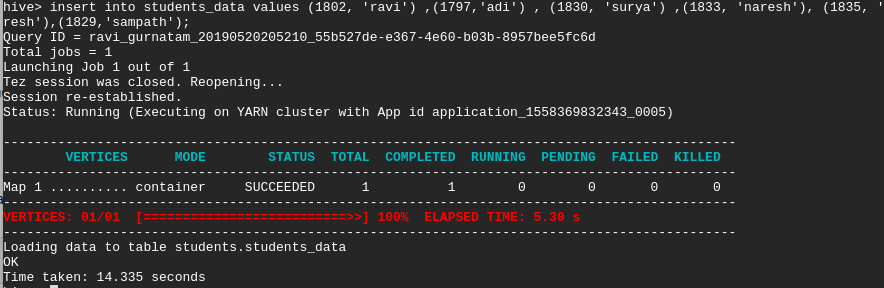 hive> insert into students_data values (1802, 'ravi') ,(1797,'adi') , (1830, 'surya') ,(1833, 'naresh'), (1835, '
resh'),(1829,'sampath');
Query ID = ravi_gurnatam_20190520205210_55b527de-e367-4e60-b03b-8957bee5fc6d
Total jobs = 1
Launching Job 1 out of 1
Tez session was closed. Reopening...
Session re-established.
Status: Running (Executing on YARN cluster with App id application_1558369832343_0005)
----------------------------------------------------------------------------------------------
VERTICES MODE STATUS TOTAL COMPLETED RUNNING PENDING FAILED KILLED
----------------------------------------------------------------------------------------------
Map 1 .......... container SUCCEEDED 1 1 0 0 0 0
----------------------------------------------------------------------------------------------
VERTICES: 01/01 [==========================>>] 100% ELAPSED TIME: 5.30 s
----------------------------------------------------------------------------------------------
Loading data to table students.students_data
OK
Time taken: 14.335 seconds